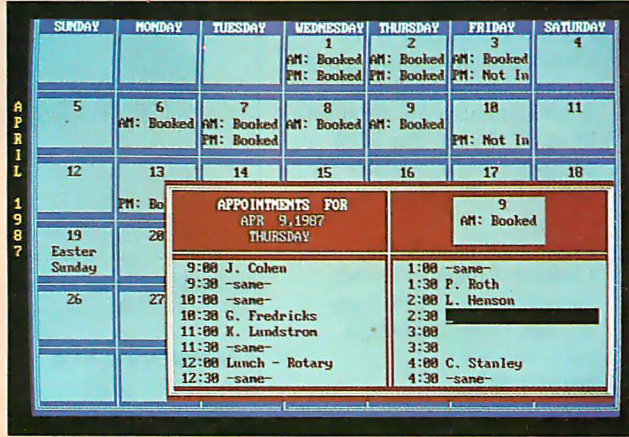 SUNDAY MONDAY TUESDAY WEDNESDAY THURSDAY FRIDAY SATURDAY
1 2 3 4
AM: Booked AM: Booked AM: Booked
PM: Booked PM: Booked PM: Not In
5 6 7 8 9 10 11
AM: Booked AM: Booked AM: Booked AM: Booked
PM: Booked PM: Not In
12 13 14 15 16 17 18
PM: Bo
19 20
Easter
Sunday
26 27
APRIL 1987
APPOINTMENTS FOR
APR 9,1987
THURSDAY
9
AM: Booked
9:00 J. Cohen
9:30 -same-
10:00 -same-
10:30 G. Fredricks
11:00 K. Lundstrom
11:30 -same-
12:00 Lunch - Rotary
12:30 -same-
1:00 -same-
1:30 P. Roth
2:00 L. Henson
2:30
3:00
3:30
4:00 C. Stanley
4:30 -same-